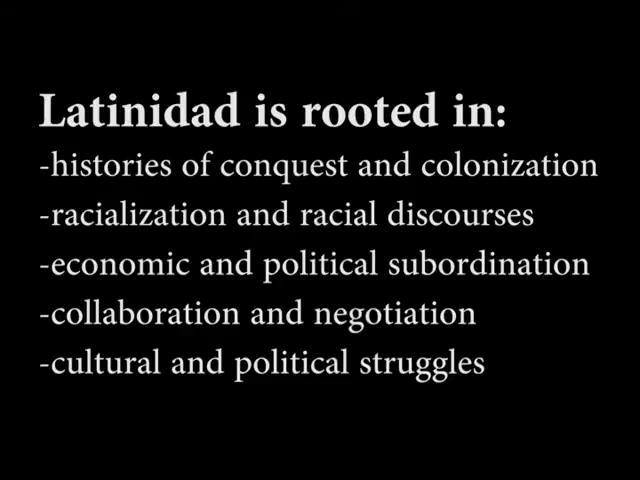 Latinidad is rooted in:
-histories of conquest and colonization
-racialization and racial discourses
-economic and political subordination
-collaboration and negotiation
-cultural and political struggles